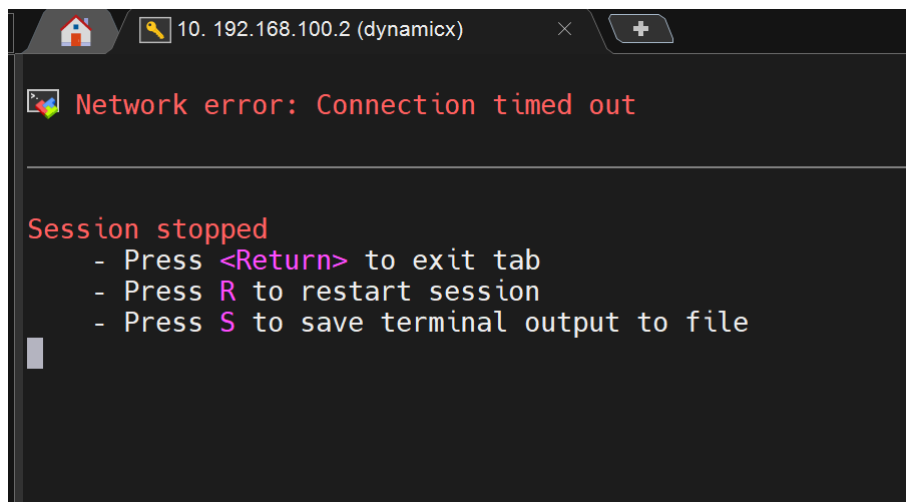 10. 192.168.100.2 (dynamicx)
Network error: Connection timed out
Session stopped
- Press <Return> to exit tab
- Press R to restart session
- Press S to save terminal output to file